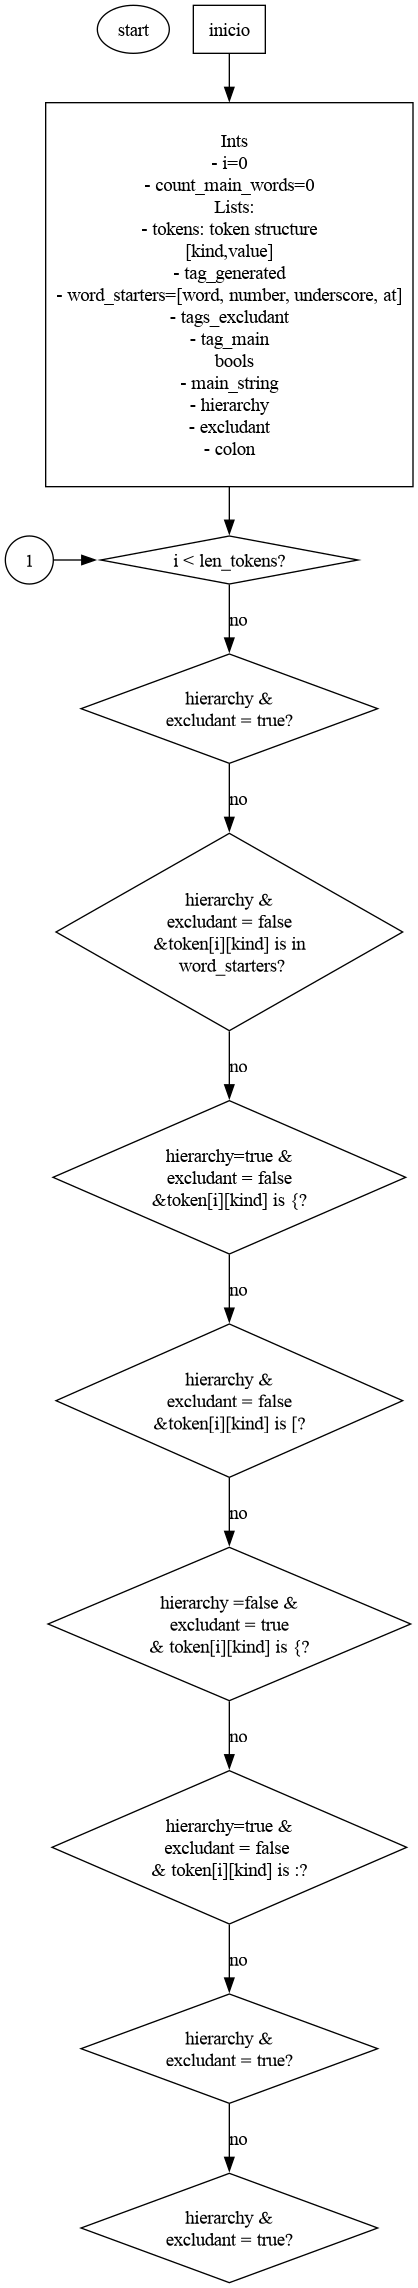 start
inicio
Ints
- i=0
- count_main_words=0
Lists:
- tokens: token structure
[kind,value]
- tag_generated
- word_starters=[word, number, underscore, at]
- tags_excludant
- tag_main
bools
- main_string
- hierarchy
- excludant
- colon
1
i < len_tokens?
no
hierarchy &
excludant = true?
no
hierarchy &
excludant = false
&token[i][kind] is in
word_starters?
no
hierarchy=true &
excludant = false
&token[i][kind] is {?
no
hierarchy &
excludant = false
&token[i][kind] is [?
no
hierarchy =false &
excludant = true
& token[i][kind] is {?
no
hierarchy=true &
excludant = false
& token[i][kind] is :?
no
hierarchy &
excludant = true?
no
hierarchy &
excludant = true?